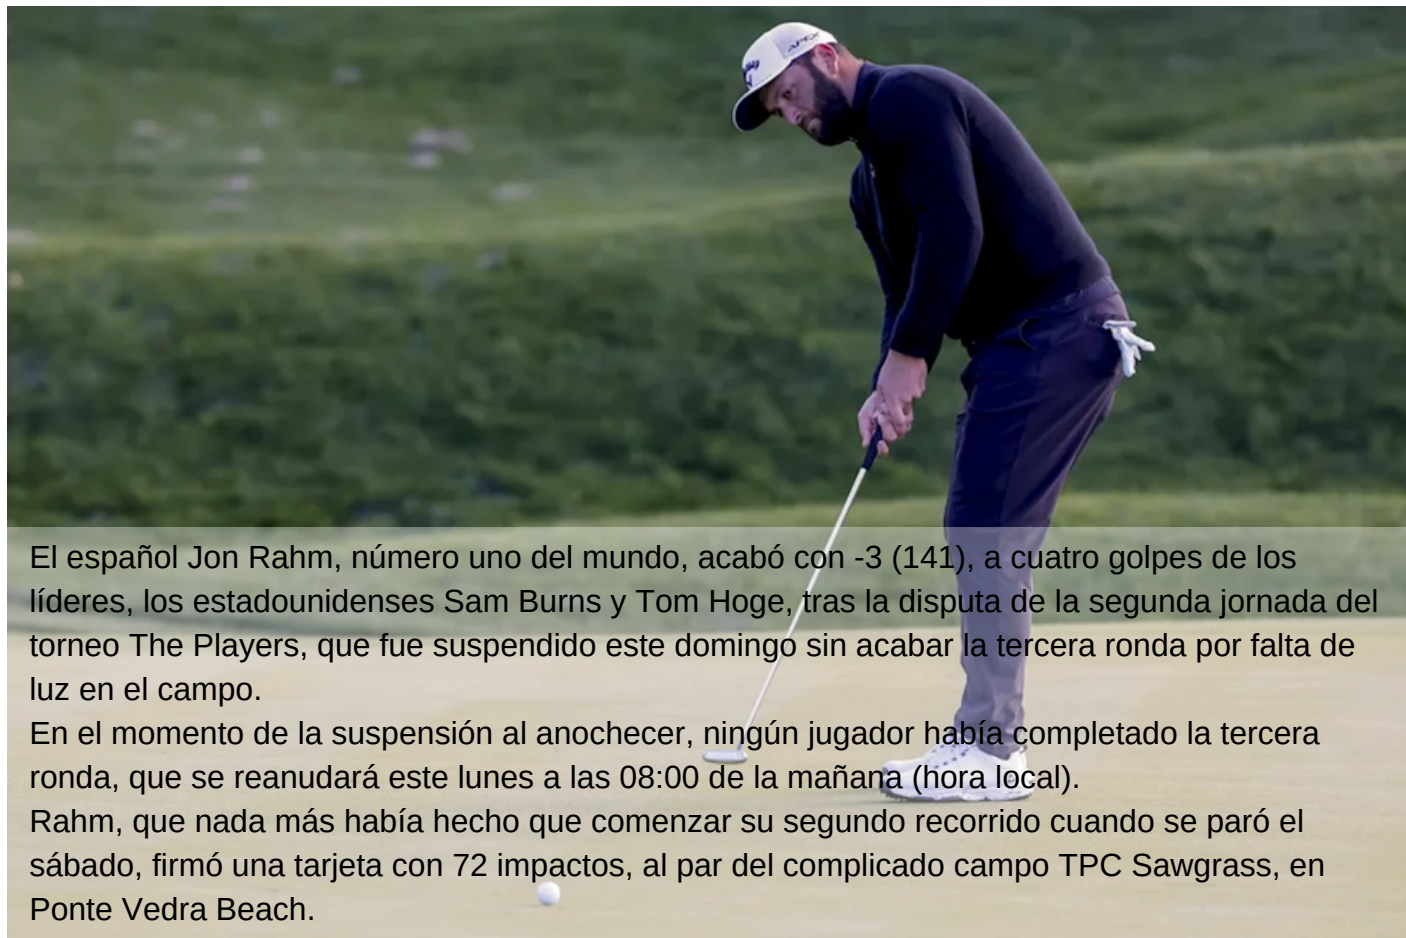 APEX
Callaway
El español Jon Rahm, número uno del mundo, acabó con -3 (141), a cuatro golpes de los
líderes, los estadounidenses Sam Burns y Tom Hoge, tras la disputa de la segunda jornada del
torneo The Players, que fue suspendido este domingo sin acabar la tercera ronda por falta de
luz en el campo.
En el momento de la suspensión al anochecer, ningún jugador había completado la tercera
ronda, que se reanudará este lunes a las 08:00 de la mañana (hora local).
Rahm, que nada más había hecho que comenzar su segundo recorrido cuando se paró el
sábado, firmó una tarjeta con 72 impactos, al par del complicado campo TPC Sawgrass, en
Ponte Vedra Beach.